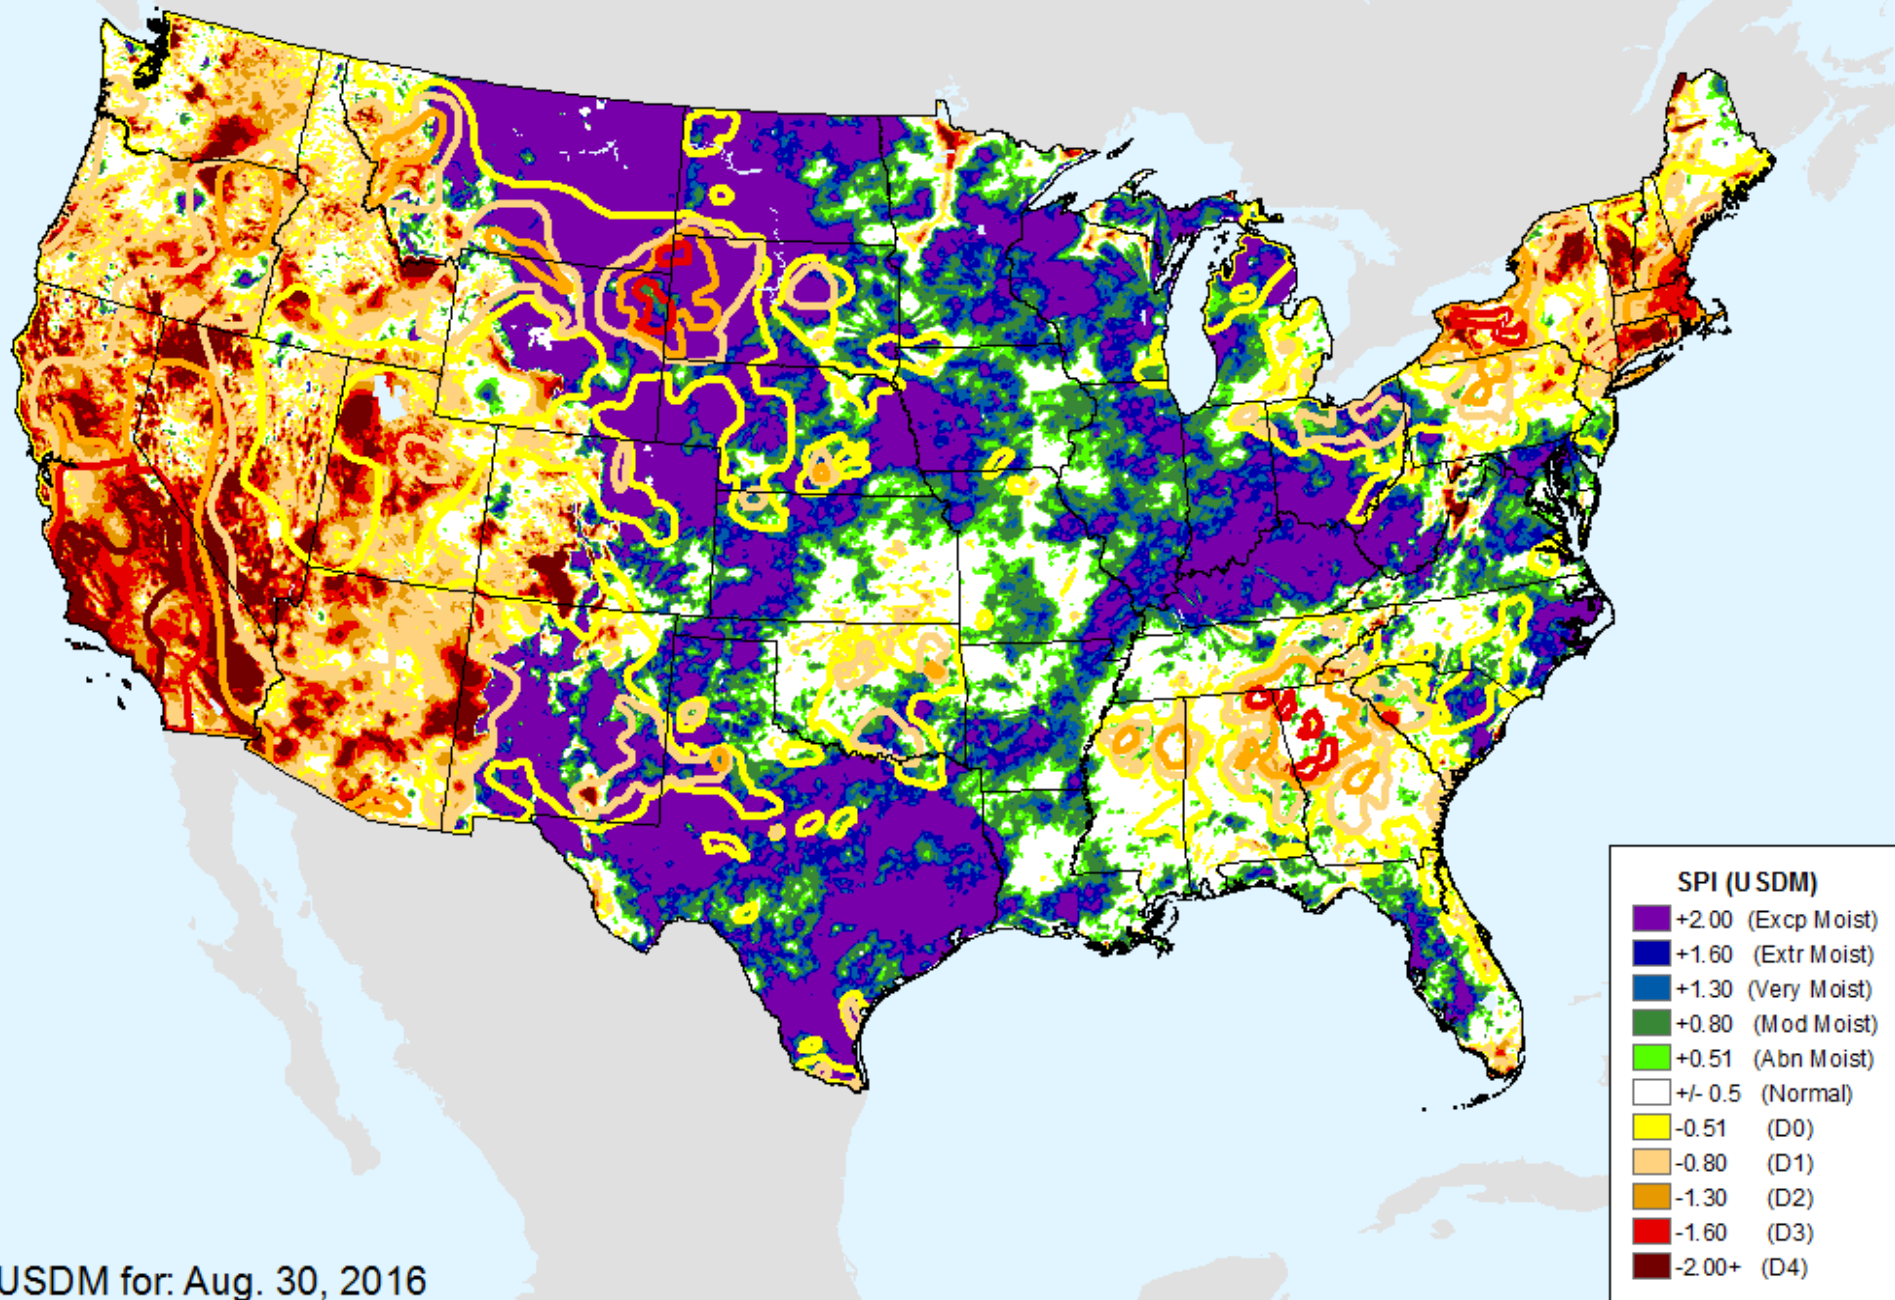 SPI (USDM)
+2.00 (Excp Moist)
+1.60 (Extr Moist)
+1.30 (Very Moist)
+0.80 (Mod Moist)
+0.51 (Abn Moist)
+/- 0.5 (Normal)
-0.51 (D0)
-0.80 (D1)
-1.30 (D2)
-1.60 (D3)
-2.00+ (D4)
USDM for: Aug. 30, 2016